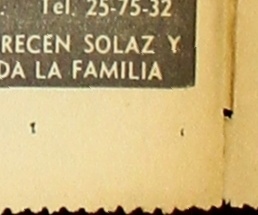 . Tel. 25-75-32
RECEN SOLAZ Y
DA LA FAMILIA